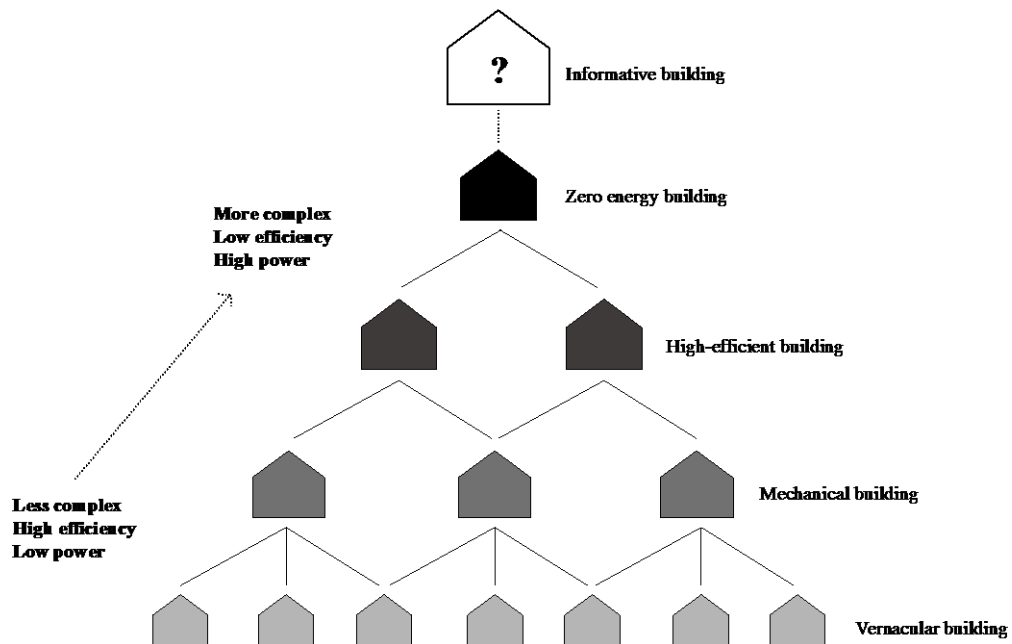 ?
Informative building
Zero energy building
More complex
Low efficiency
High power
High-efficient building
Mechanical building
Less complex
High efficiency
Low power
Vernacular building